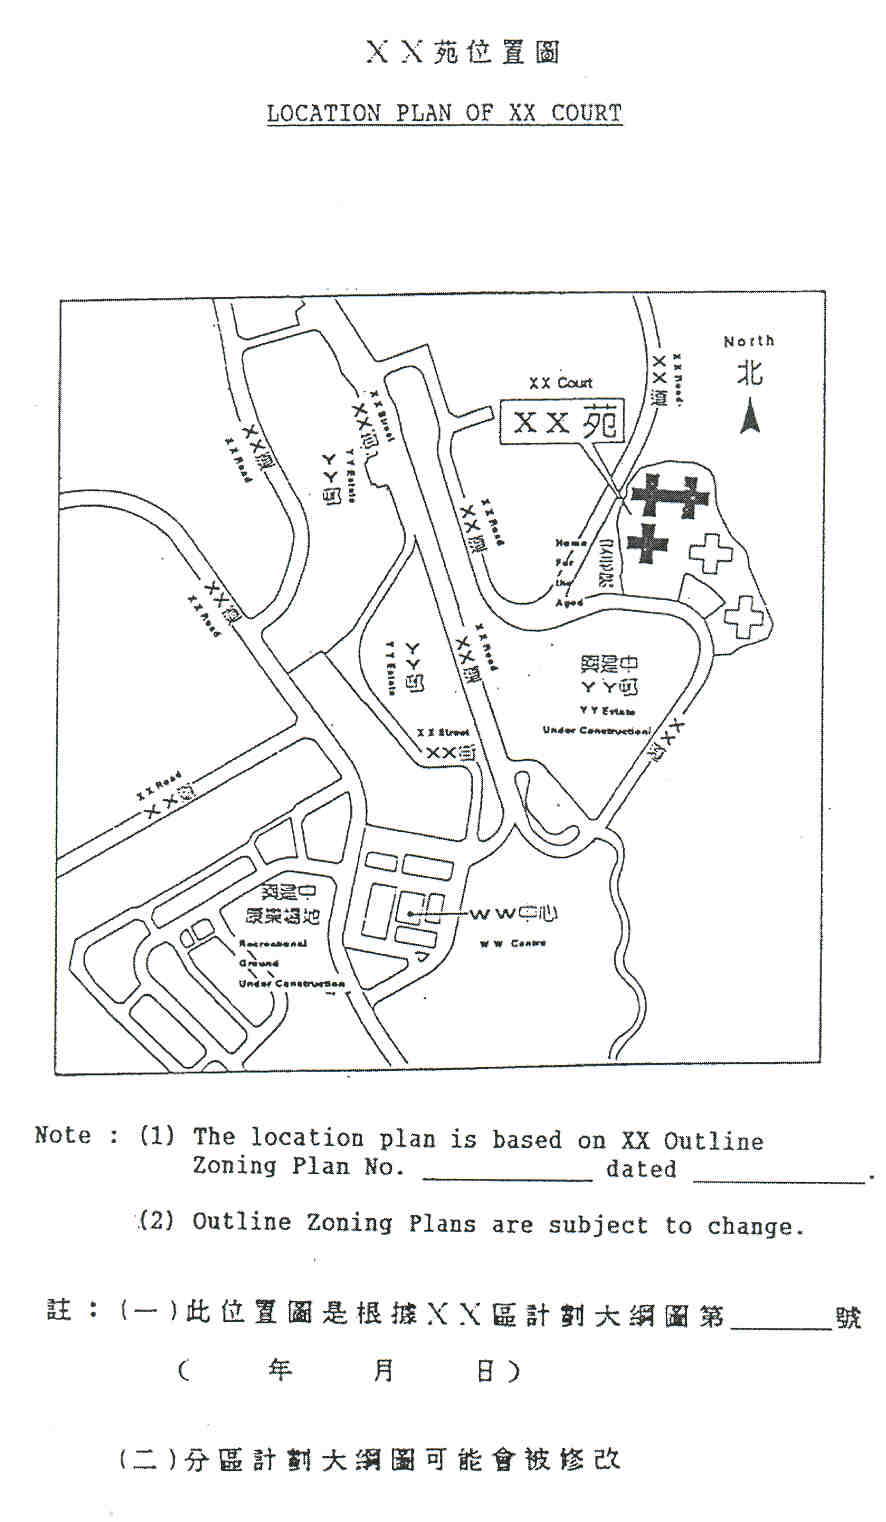 XX苑位置圖
LOCATION PLAN OF XX COURT
North
北
XX Court
XX苑
XX Road
XX道
XX Street
XX街
XX道
XX Road
YY Estate
YY邨
XX Road
XX道
Home
For
the
Aged
XX道
XX Road
XX Road
XX道
YY邨
YY Estate
興建中
YY邨
YY Estate
Under Construction
XX Street
XX街
XX道
XX Road
XX道
興建中
康樂場地
Recreational
Ground
Under Construction
WW中心
WW Centre
Note : (1) The location plan is based on XX Outline
Zoning Plan No. __________ dated __________.
(2) Outline Zoning Plans are subject to change.
註：(一)此位置圖是根據XX區計劃大綱圖第______號
(　年　月　日)
(二)分區計劃大綱圖可能會被修改